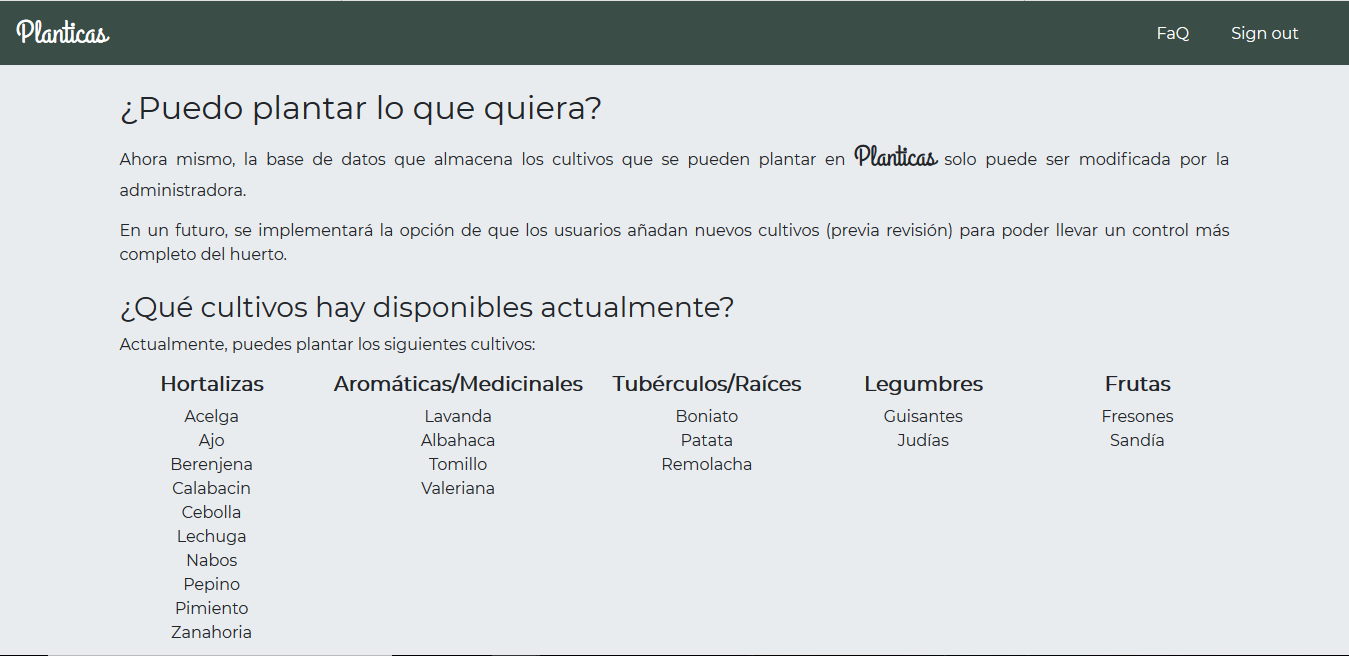 Planticas
FaQ
Sign out
¿Puedo plantar lo que quiera?
Ahora mismo, la base de datos que almacena los cultivos que se pueden plantar en Planticas solo puede ser modificada por la
administradora.
En un futuro, se implementará la opción de que los usuarios añadan nuevos cultivos (previa revisión) para poder llevar un control más
completo del huerto.
¿Qué cultivos hay disponibles actualmente?
Actualmente, puedes plantar los siguientes cultivos:
Hortalizas
Acelga
Ajo
Berenjena
Calabacin
Cebolla
Lechuga
Nabos
Pepino
Pimiento
Zanahoria
Aromáticas/Medicinales
Lavanda
Albahaca
Tomillo
Valeriana
Tubérculos/Raíces
Boniato
Patata
Remolacha
Legumbres
Guisantes
Judías
Frutas
Fresones
Sandía